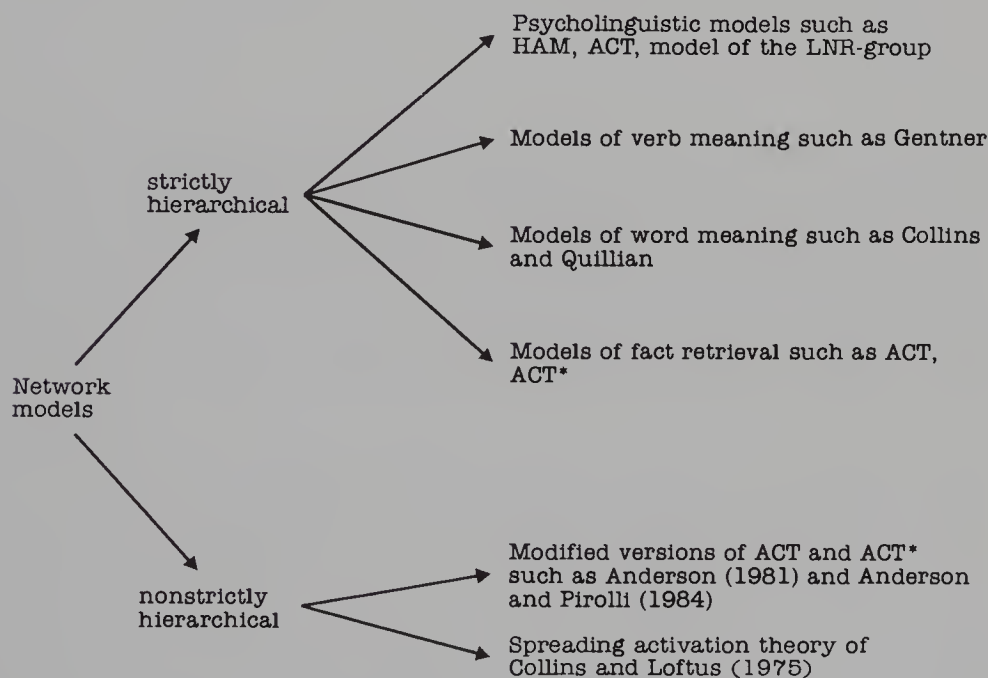 Psycholinguistic models such as
HAM, ACT, model of the LNR-group
Models of verb meaning such as Gentner
strictly
hierarchical
Models of word meaning such as Collins
and Quillian
Models of fact retrieval such as ACT,
ACT*
Network
models
Modified versions of ACT and ACT*
such as Anderson (1981) and Anderson
and Pirolli (1984)
nonstrictly
hierarchical
Spreading activation theory of
Collins and Loftus (1975)